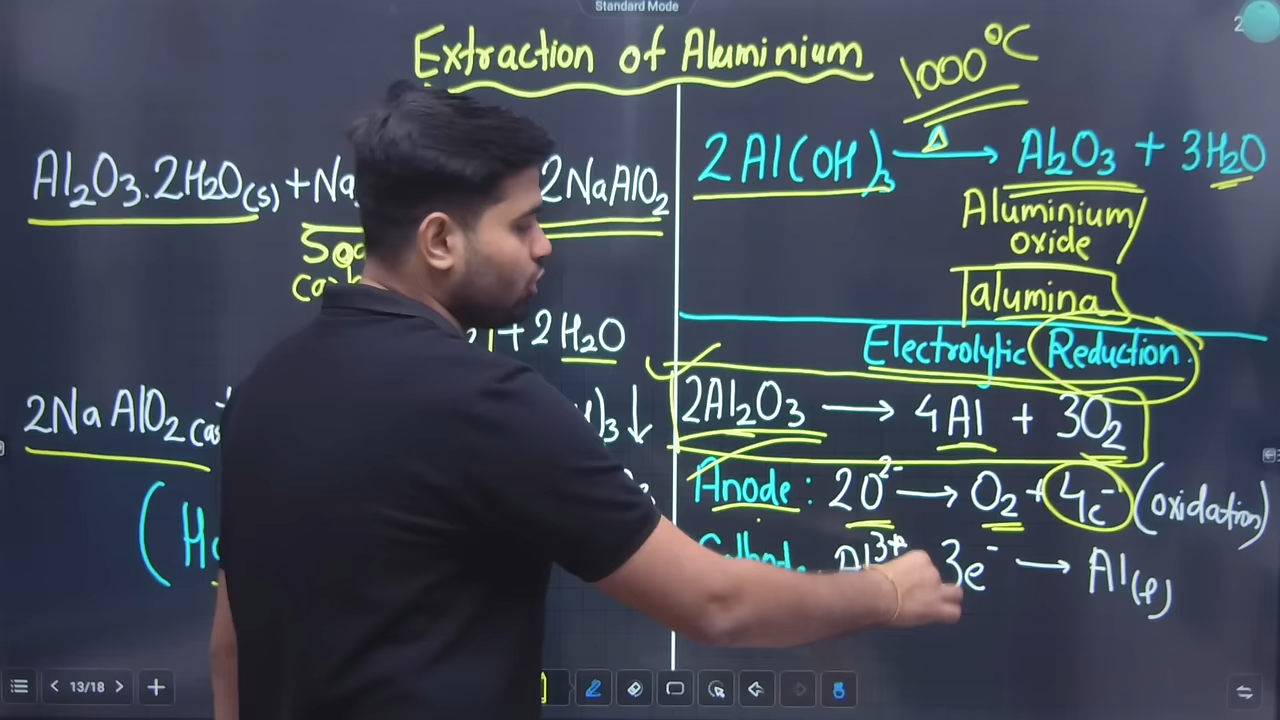 Standard Mode
Extraction of Aluminium
1000°C
Al₂O₃.2H₂O(s) + Na
2NaAlO₂
+ 2H₂O
2NaAlO₂
)₃ ↓
2Al(OH)₃ —Δ→ Al₂O₃ + 3H₂O
Aluminium
oxide
alumina
Electrolytic Reduction.
2Al₂O₃ → 4Al + 3O₂
Anode: 2O²⁻ → O₂ + 4e⁻ (oxidation)
3e⁻ → Al(l)
13/18